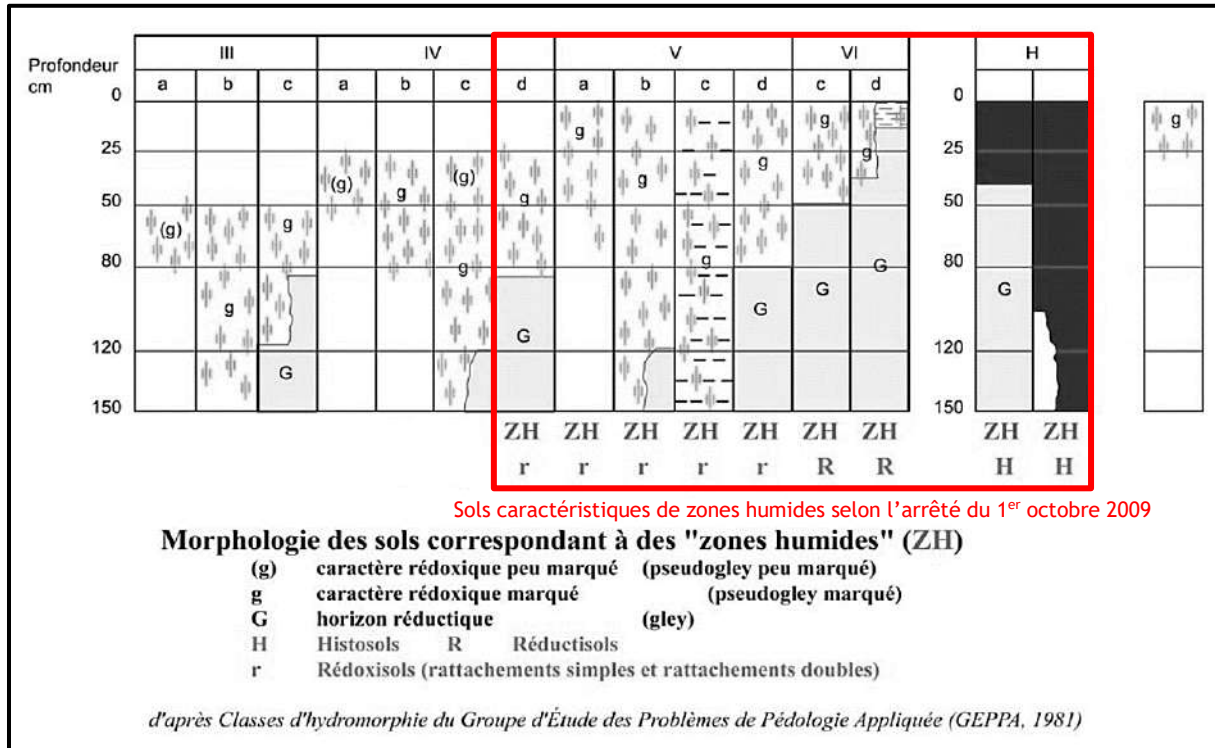 III IV V VI H
Profondeur
cm
a b c a b c d a b c d c d
0 0
g g g
25 25
(g) g (g) g g g g
50 50
(g) g g
80 80
g g G G
g G G G
120 120
G
150 150
ZH ZH ZH ZH ZH ZH ZH ZH ZH
r r r r r R R H H
Sols caractéristiques de zones humides selon l'arrêté du 1er octobre 2009
Morphologie des sols correspondant à des "zones humides" (ZH)
(g) caractère rédoxique peu marqué (pseudogley peu marqué)
g caractère rédoxique marqué (pseudogley marqué)
G horizon réductique (gley)
H Histosols R Réductisols
r Rédoxisols (rattachements simples et rattachements doubles)
d'après Classes d'hydromorphie du Groupe d'Étude des Problèmes de Pédologie Appliquée (GEPPA, 1981)